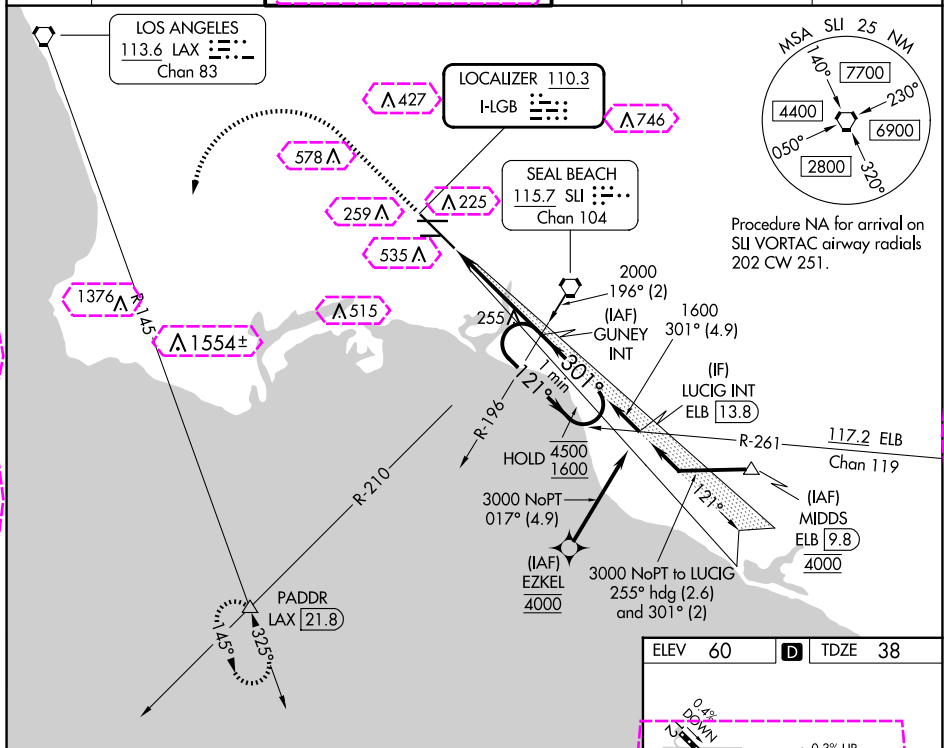 LOS ANGELES
113.6 LAX
Chan 83
LOCALIZER 110.3
I-LGB
427
746
578
259
225
535
SEAL BEACH
115.7 SLI
Chan 104
MSA SLI 25 NM
140°
7700
230°
4400
6900
050°
2800
320°
Procedure NA for arrival on
SLI VORTAC airway radials
202 CW 251.
1376
R-145
1554±
515
2000
196° (2)
(IAF)
GUNEY
INT
1600
301° (4.9)
255
301°
1 min
121°
(IF)
LUCIG INT
ELB 13.8
R-196
R-261
117.2 ELB
Chan 119
HOLD 4500
1600
R-210
3000 NoPT
017° (4.9)
121°
(IAF)
MIDDS
ELB 9.8
4000
(IAF)
EZKEL
4000
3000 NoPT to LUCIG
255° hdg (2.6)
and 301° (2)
PADDR
LAX 21.8
145°
325°
ELEV 60
D
TDZE 38
0.4%
DOWN
12